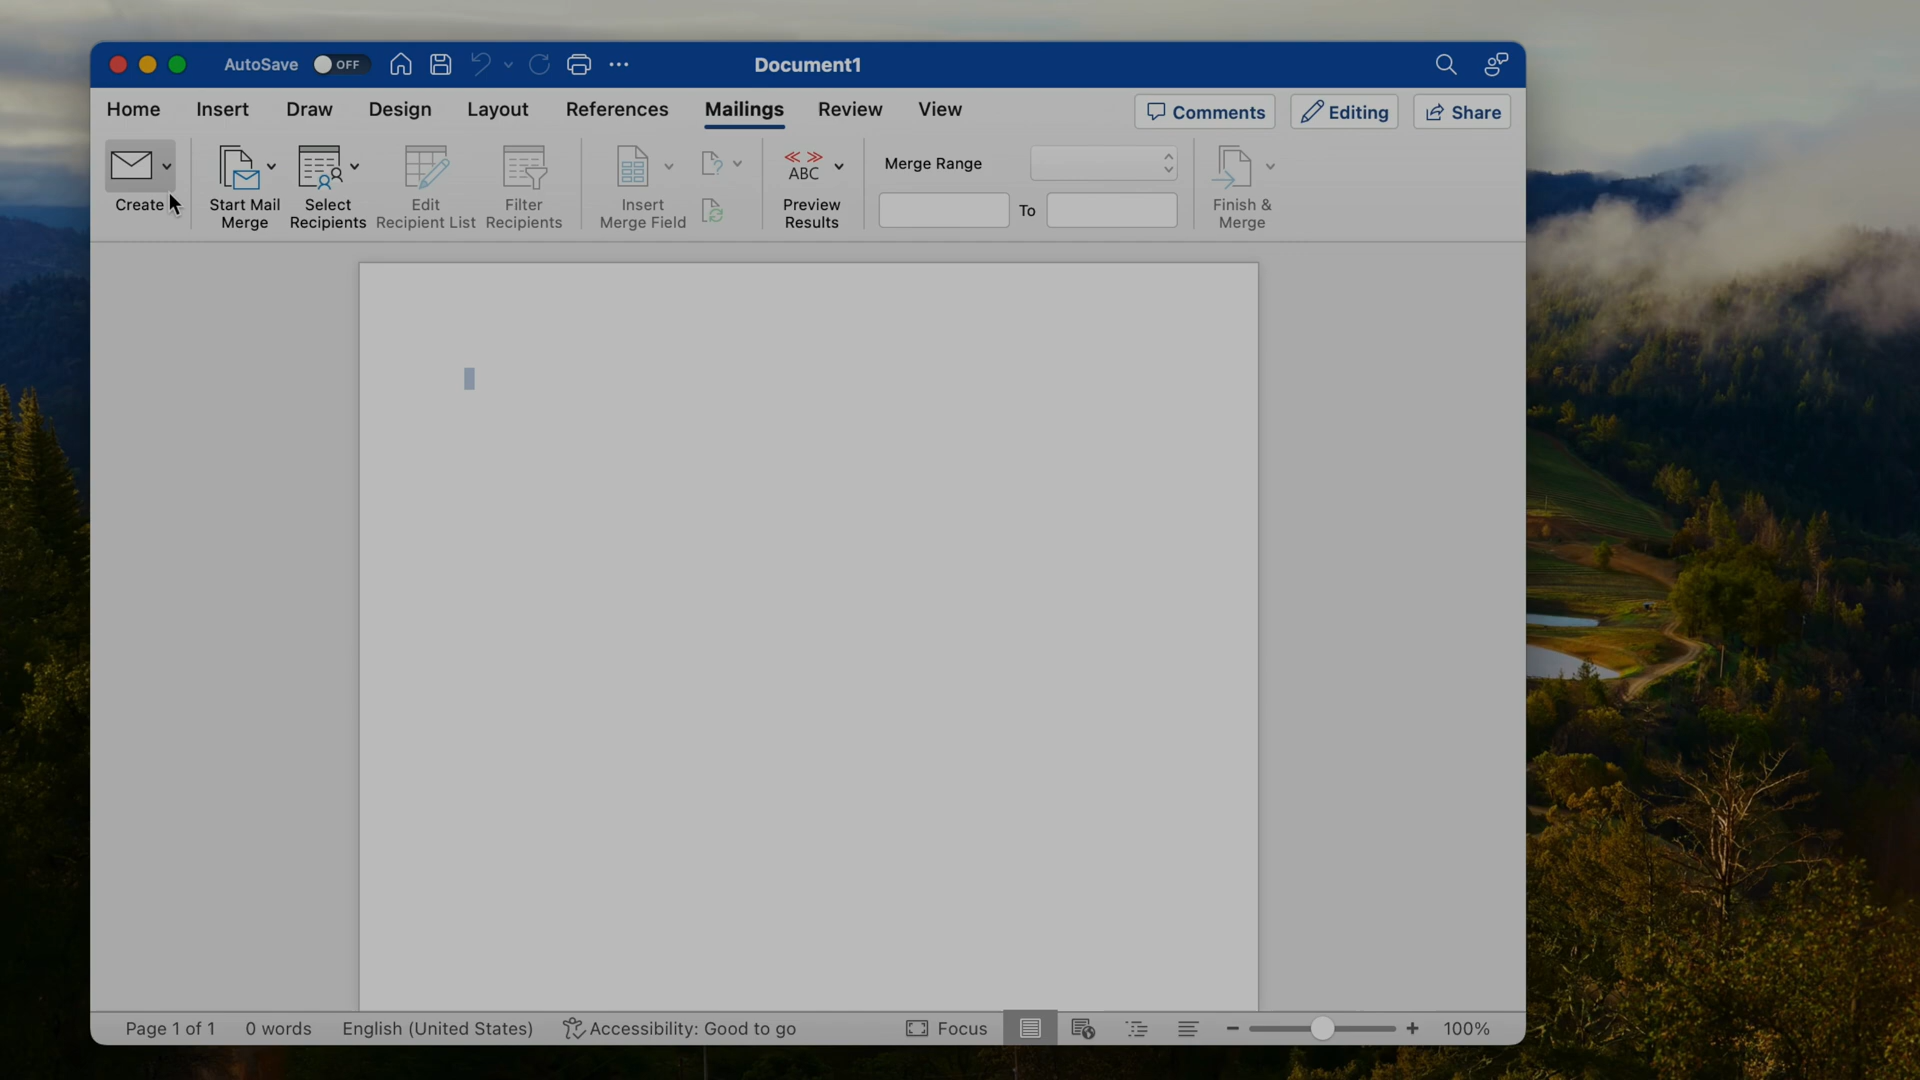 AutoSave OFF Document1
Home Insert Draw Design Layout References Mailings Review View Comments Editing Share
Create
Start Mail Merge
Select Recipients
Edit Recipient List
Filter Recipients
Insert Merge Field
ABC
Preview Results
Merge Range
To
Finish & Merge
Page 1 of 1 0 words English (United States) Accessibility: Good to go Focus 100%